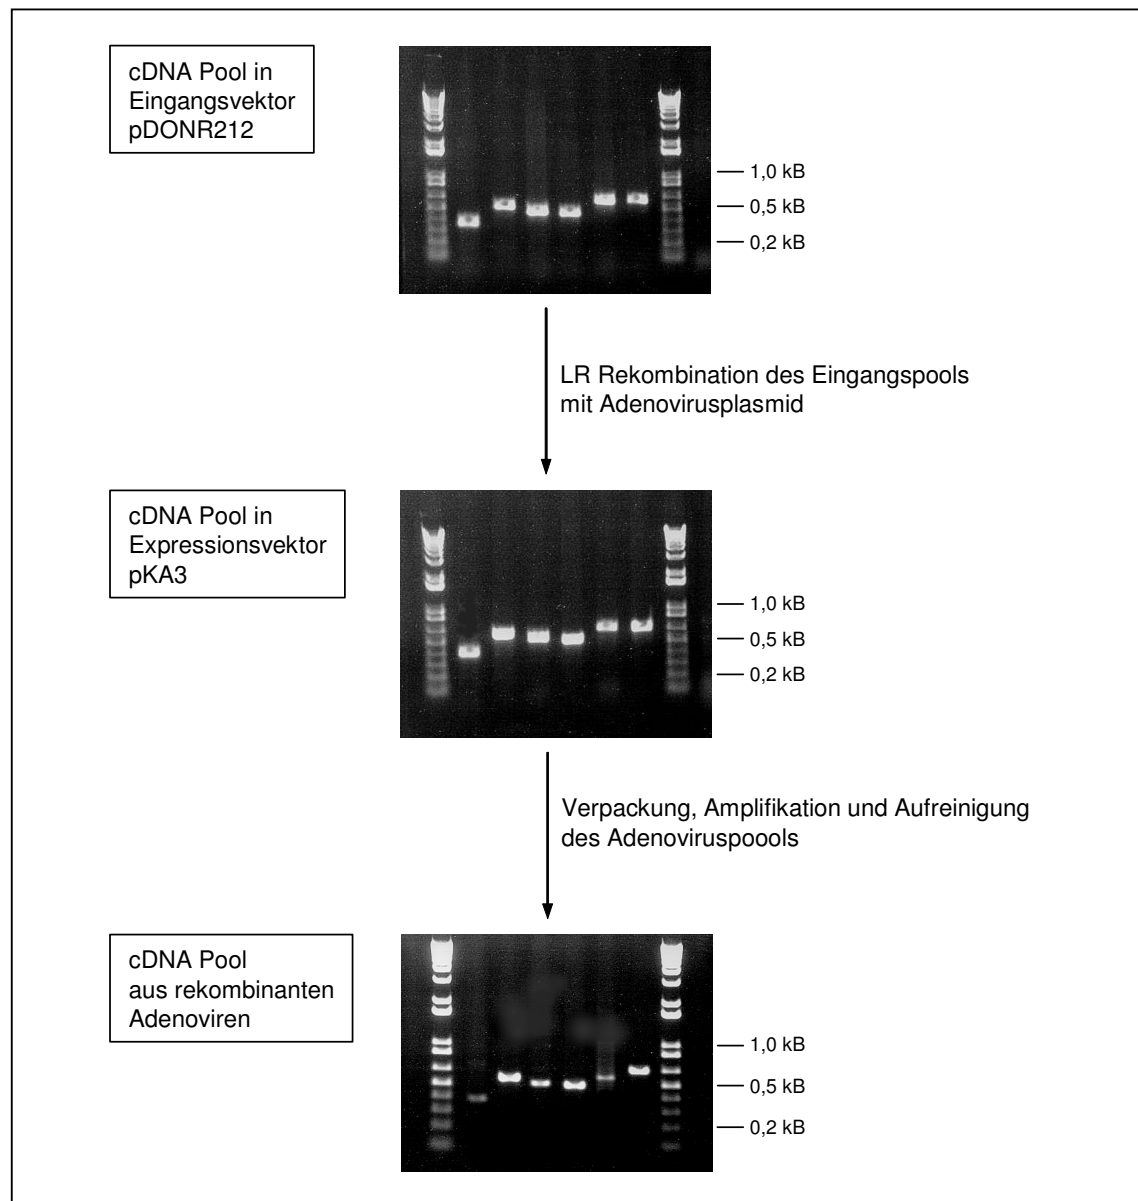 cDNA Pool in
Eingangsvektor
pDONR212
1,0 kB
0,5 kB
0,2 kB
LR Rekombination des Eingangspools
mit Adenovirusplasmid
cDNA Pool in
Expressionsvektor
pKA3
1,0 kB
0,5 kB
0,2 kB
Verpackung, Amplifikation und Aufreinigung
des Adenoviruspoools
cDNA Pool
aus rekombinanten
Adenoviren
1,0 kB
0,5 kB
0,2 kB